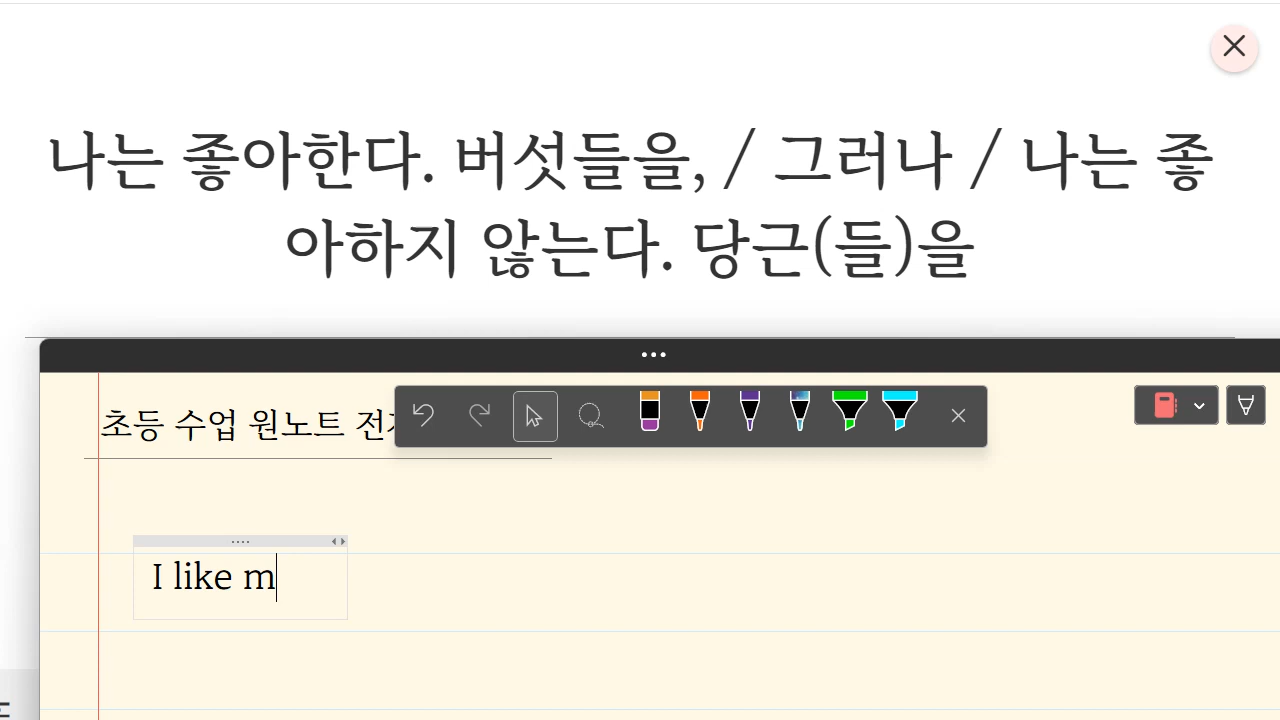 나는 좋아한다. 버섯들을, / 그러나 / 나는 좋
아하지 않는다. 당근(들)을
초등 수업 원노트
I like m